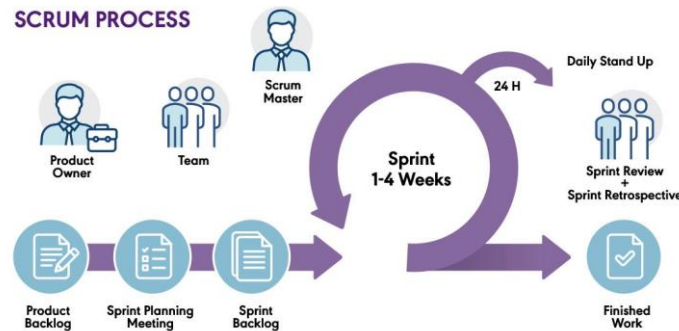 SCRUM PROCESS
Scrum
Master
Product
Owner
Team
Daily Stand Up
24 H
Sprint
1-4 Weeks
Sprint Review
+
Sprint Retrospective
Product
Backlog
Sprint Planning
Meeting
Sprint
Backlog
Finished
Work